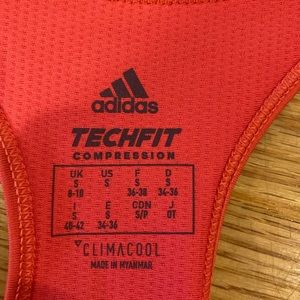 adidas
TECHFIT
COMPRESSION
UK US F D
S S S S
8-10 36-38 34-36
I E CDN J
S S S/P OT
40-42 34-36
CLIMACOOL
MADE IN MYANMAR